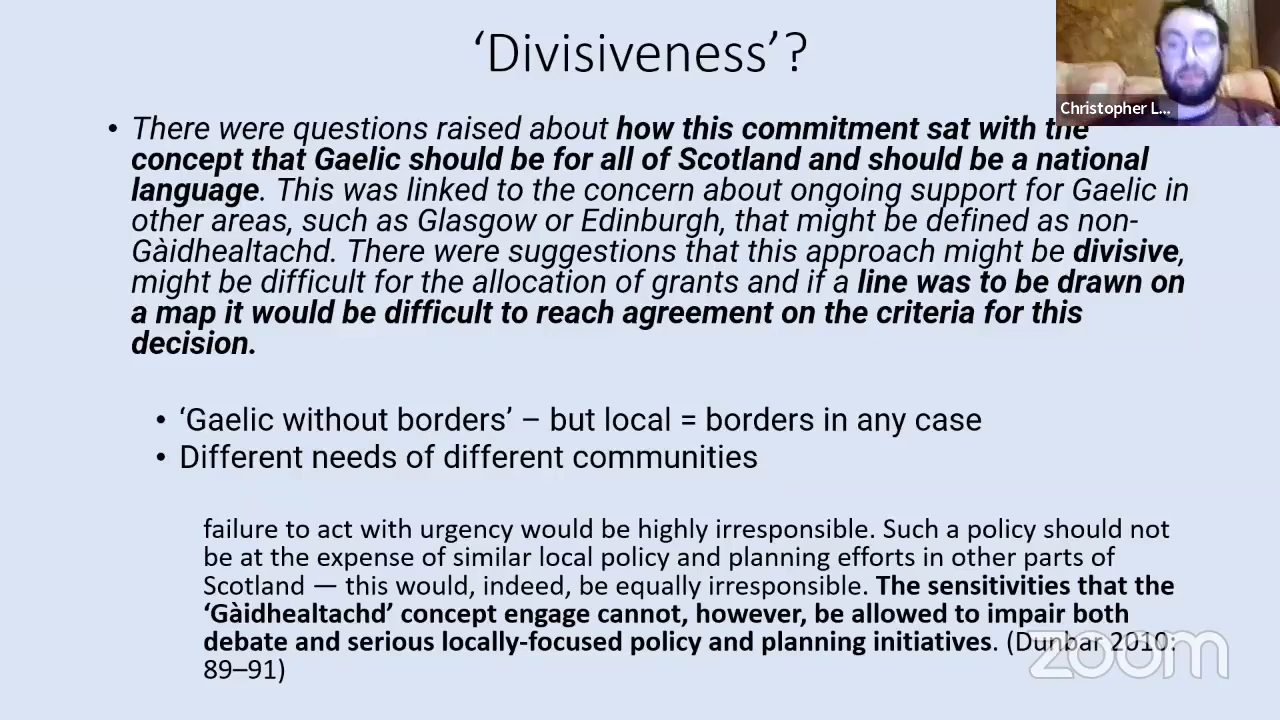 ‘Divisiveness’?
Christopher L...
• There were questions raised about how this commitment sat with the
concept that Gaelic should be for all of Scotland and should be a national
language. This was linked to the concern about ongoing support for Gaelic in
other areas, such as Glasgow or Edinburgh, that might be defined as non-
Gàidhealtachd. There were suggestions that this approach might be divisive,
might be difficult for the allocation of grants and if a line was to be drawn on
a map it would be difficult to reach agreement on the criteria for this
decision.
• ‘Gaelic without borders’ – but local = borders in any case
• Different needs of different communities
failure to act with urgency would be highly irresponsible. Such a policy should not
be at the expense of similar local policy and planning efforts in other parts of
Scotland — this would, indeed, be equally irresponsible. The sensitivities that the
‘Gàidhealtachd’ concept engage cannot, however, be allowed to impair both
debate and serious locally-focused policy and planning initiatives. (Dunbar 2010:
89–91)
zoom